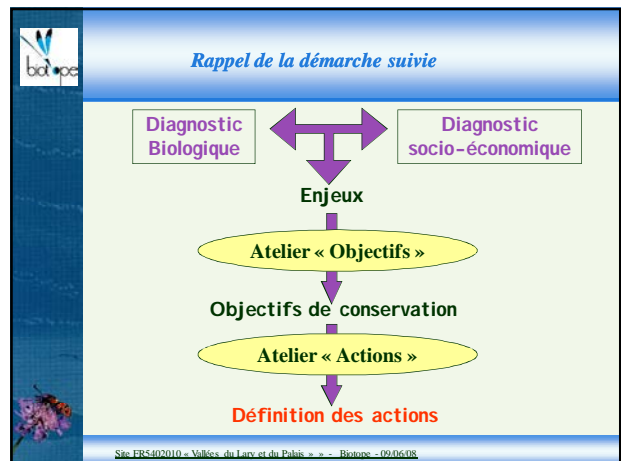 biotope
Rappel de la démarche suivie
Diagnostic
Biologique
Diagnostic
socio-économique
Enjeux
Atelier « Objectifs »
Objectifs de conservation
Atelier « Actions »
Définition des actions
Site FR5402010 « Vallées du Lary et du Palais » » - Biotope - 09/06/08